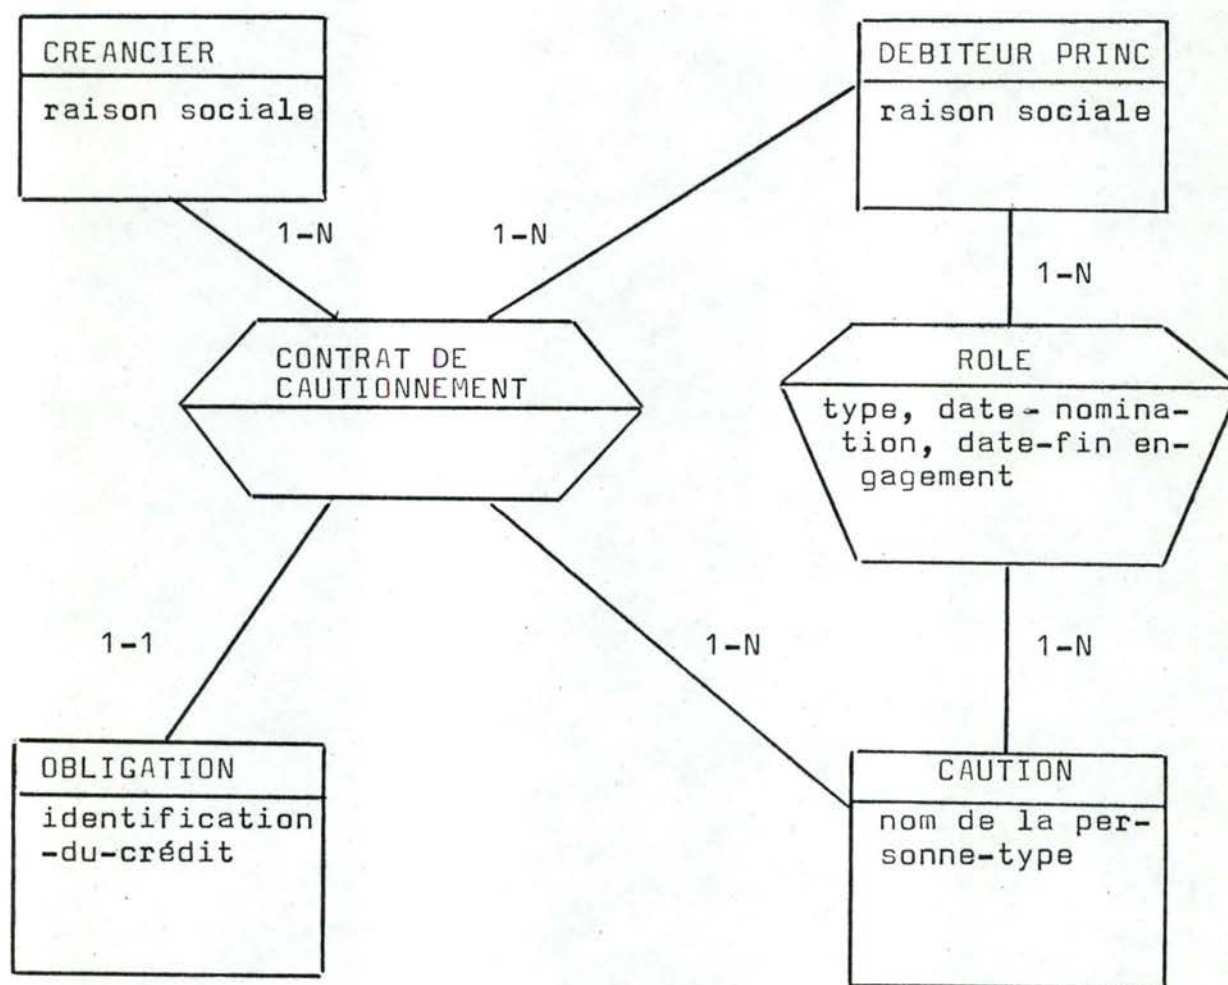 CREANCIER
raison sociale
DEBITEUR PRINC
raison sociale
1-N
1-N
1-N
CONTRAT DE
CAUTIONNEMENT
ROLE
type, date- nomina-
tion, date-fin en-
gagement
1-1
1-N
1-N
OBLIGATION
identification
-du-crédit
CAUTION
nom de la per-
sonne-type